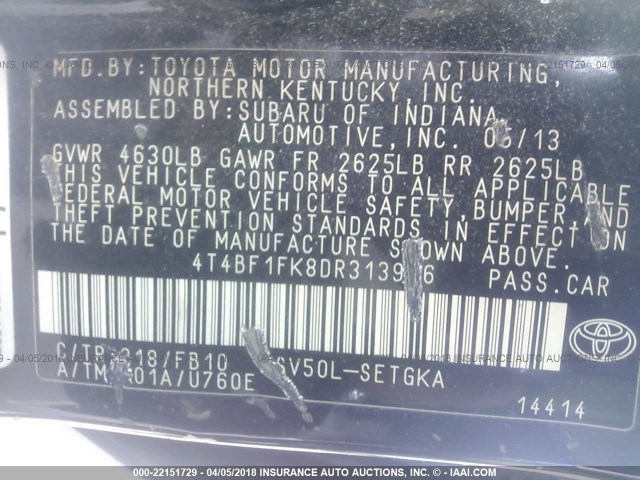 MFD.BY:TOYOTA MOTOR MANUFACTURING,
NORTHERN KENTUCKY,INC.
ASSEMBLED BY:SUBARU OF INDIANA
AUTOMOTIVE,INC.
GVWR 4630LB GAWR FR 2625LB RR 2625LB
THIS VEHICLE CONFORMS TO ALL APPLICABLE
FEDERAL MOTOR VEHICLE SAFETY,BUMPER,AND
THEFT PREVENTION STANDARDS IN EFFECT ON
THE DATE OF MANUFACTURE SHOWN ABOVE.
PASS.CAR
14414
TOYOTA
000-22151729 - 04/05/2018 INSURANCE AUTO AUCTIONS, INC. - IAAI.COM